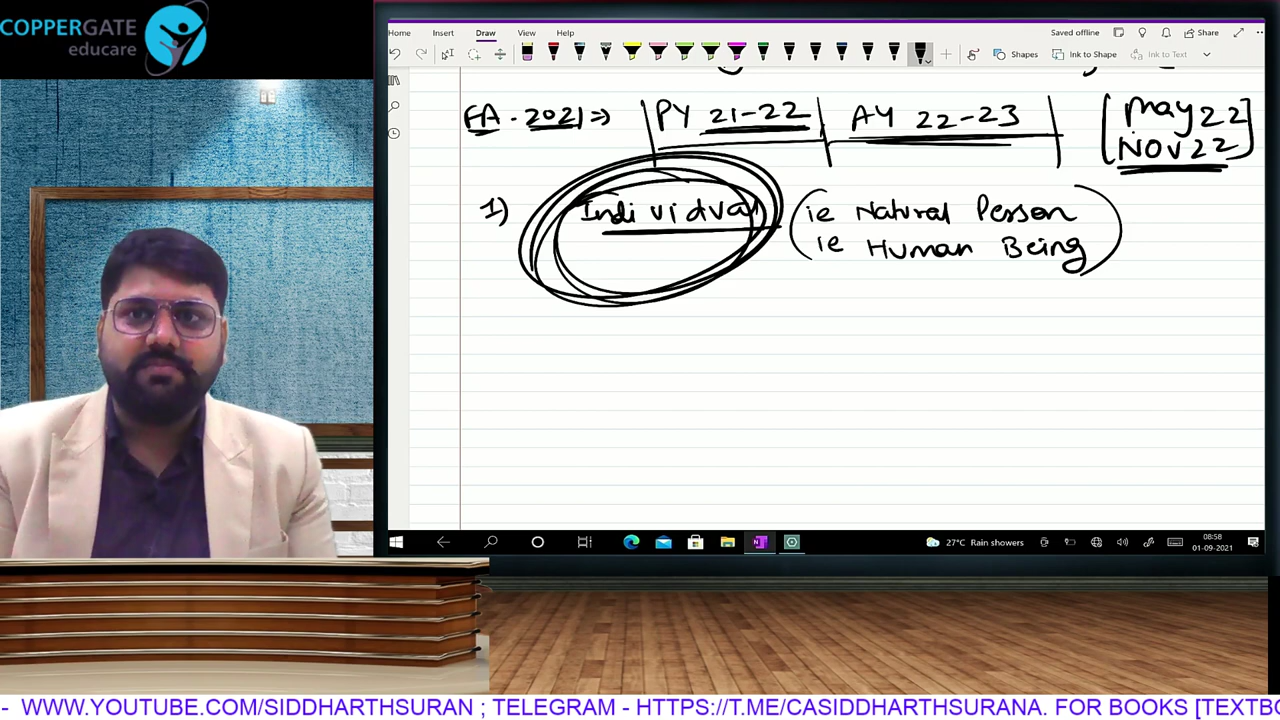 COPPERGATE
educare
Home Insert Draw View Help
Saved offline
Share
Shapes
Ink to Shape
Ink to Text
FA - 2021 => PY 21-22 AY 22-23 [May 22
NOV 22]
1) Individual (ie Natural Person
ie Human Being)
27°C Rain showers
08:58
01-09-2021
- WWW.YOUTUBE.COM/SIDDHARTHSURAN ; TELEGRAM - HTTPS://T.ME/CASIDDHARTHSURANA. FOR BOOKS [TEXTBO